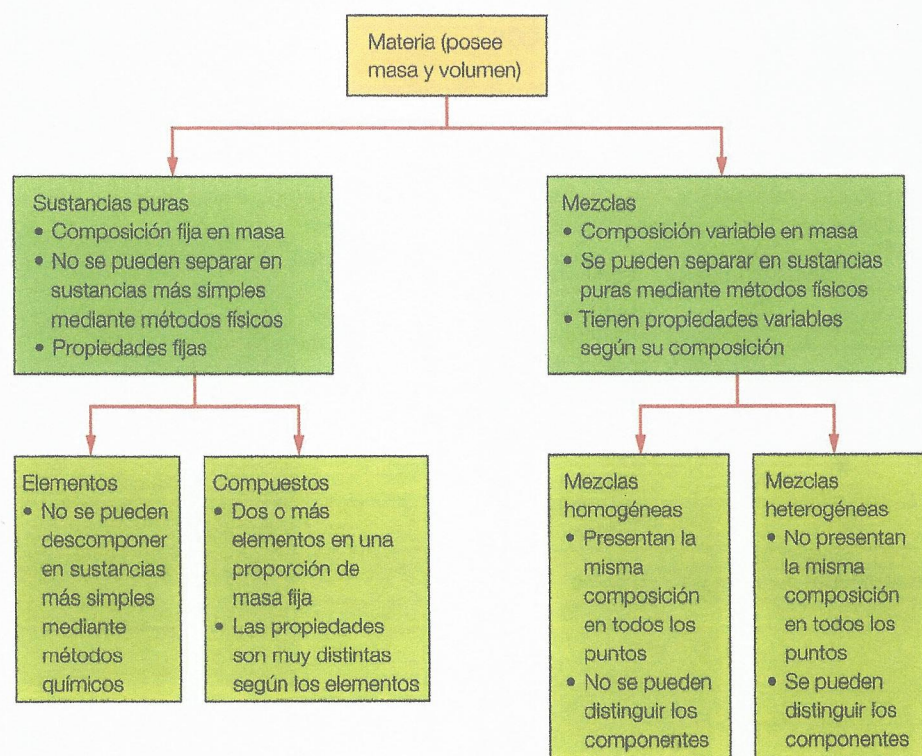 Materia (posee
masa y volumen)
Sustancias puras
• Composición fija en masa
• No se pueden separar en
sustancias más simples
mediante métodos físicos
• Propiedades fijas
Mezclas
• Composición variable en masa
• Se pueden separar en sustancias
puras mediante métodos físicos
• Tienen propiedades variables
según su composición
Elementos
• No se pueden
descomponer
en sustancias
más simples
mediante
métodos
químicos
Compuestos
• Dos o más
elementos en una
proporción de
masa fija
• Las propiedades
son muy distintas
según los elementos
Mezclas
homogéneas
• Presentan la
misma
composición
en todos los
puntos
• No se pueden
distinguir los
componentes
Mezclas
heterogéneas
• No presentan
la misma
composición
en todos los
puntos
• Se pueden
distinguir los
componentes